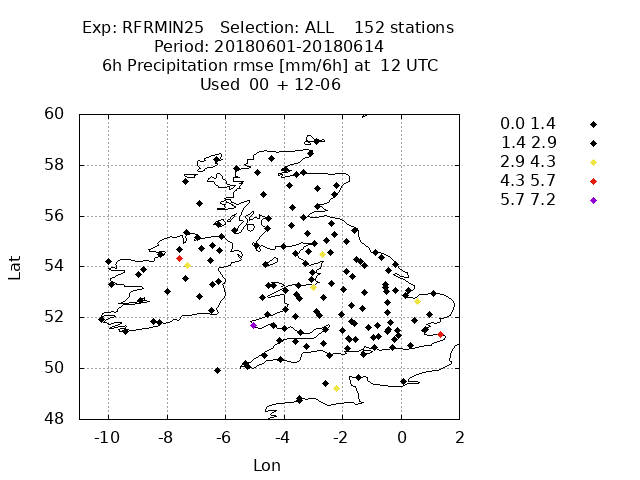 Exp: RFRMIN25 Selection: ALL 152 stations
Period: 20180601-20180614
6h Precipitation rmse [mm/6h] at 12 UTC
Used 00 + 12-06
60
58
56
54
52
50
48
Lat
-10 -8 -6 -4 -2 0 2
Lon
0.0 1.4
1.4 2.9
2.9 4.3
4.3 5.7
5.7 7.2